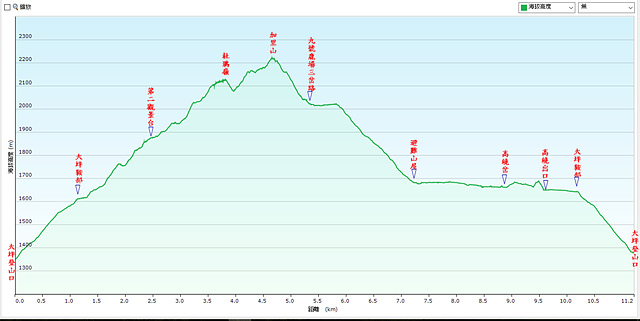 縮放
海拔高度
無
2300
2200
2100
2000
1900
1800
1700
1600
1500
1400
1300
海拔高度 (m)
大坪登山口
大坪鞍部
第二觀景台
杜鵑嶺
加里山
九號鹿場三岔路
避難山屋
高繞岔
高繞出口
大坪鞍部
大坪登山口
0.0 0.5 1.0 1.5 2.0 2.5 3.0 3.5 4.0 4.5 5.0 5.5 6.0 6.5 7.0 7.5 8.0 8.5 9.0 9.5 10.0 10.5 11.2
距離 (km)